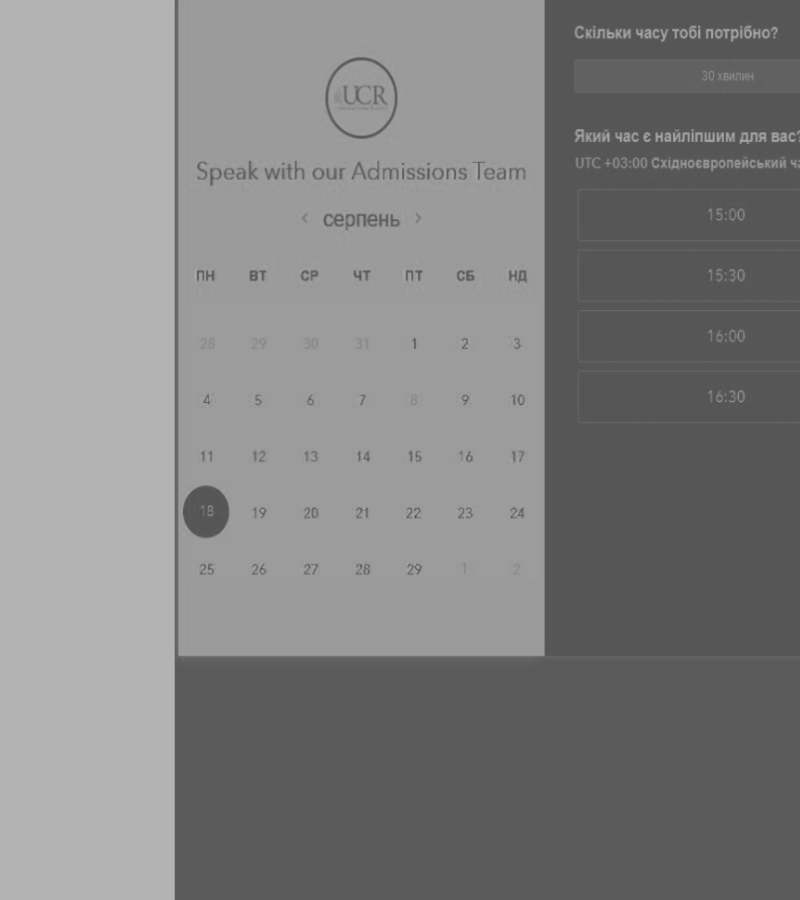 UCR
Speak with our Admissions Team
‹ серпень ›
ПН ВТ СР ЧТ ПТ СБ НД
28 29 30 31 1 2 3
4 5 6 7 8 9 10
11 12 13 14 15 16 17
18 19 20 21 22 23 24
25 26 27 28 29 1 2
Скільки часу тобі потрібно?
30 хвилин
Який час є найліпшим для вас?
UTC +03:00 Східноєвропейський
15:00
15:30
16:00
16:30